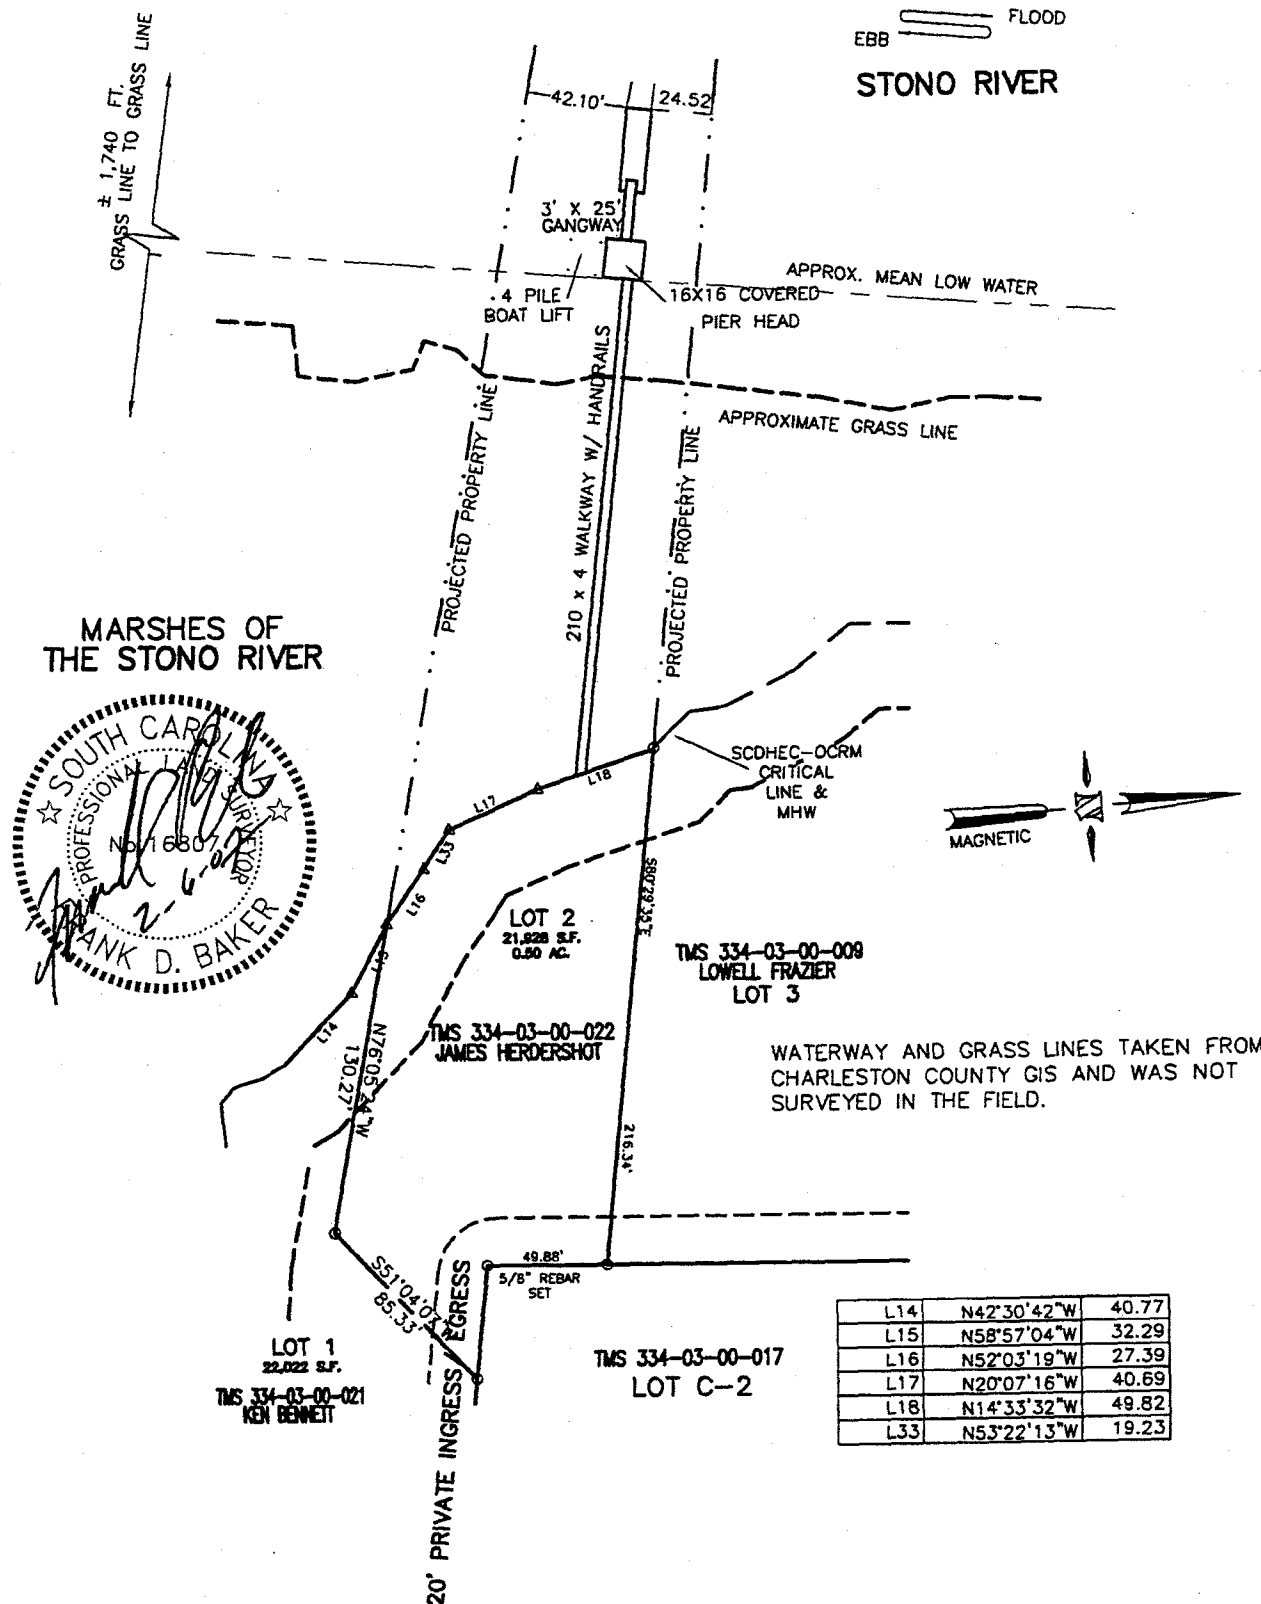 FLOOD
EBB
STONO RIVER
± 1,740 FT.
GRASS LINE TO GRASS LINE
42.10'
24.52
3' X 25'
GANGWAY
4 PILE
BOAT LIFT
16X16 COVERED
PIER HEAD
APPROX. MEAN LOW WATER
APPROXIMATE GRASS LINE
PROJECTED PROPERTY LINE
210 x 4 WALKWAY W/ HANDRAILS
PROJECTED PROPERTY LINE
MARSHES OF
THE STONO RIVER
SOUTH CAROLINA
PROFESSIONAL LAND SURVEYOR
No. 16807
FRANK D. BAKER
SCDHEC-OCRM
CRITICAL
LINE &
MHW
L18
L17
L33
L16
L14
MAGNETIC
LOT 2
21,928 S.F.
0.50 AC.
S80°29'35"E
216.34'
TMS 334-03-00-009
LOWELL FRAZIER
LOT 3
TMS 334-03-00-022
JAMES HERDERSHOT
N76°05'24"W
130.27'
WATERWAY AND GRASS LINES TAKEN FROM
CHARLESTON COUNTY GIS AND WAS NOT
SURVEYED IN THE FIELD.
85.33'
49.88'
5/8" REBAR
SET
20' PRIVATE INGRESS EGRESS
LOT 1
22,022 S.F.
TMS 334-03-00-021
KEN BENNETT
TMS 334-03-00-017
LOT C-2
L14 N42°30'42"W 40.77
L15 N58°57'04"W 32.29
L16 N52°03'19"W 27.39
L17 N20°07'16"W 40.69
L18 N14°33'32"W 49.82
L33 N53°22'13"W 19.23